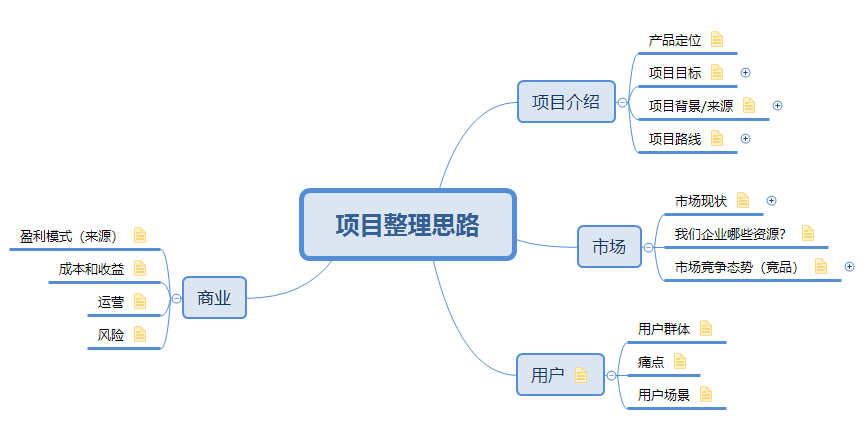 项目整理思路
项目介绍
产品定位
项目目标
项目背景/来源
项目路线
市场
市场现状
我们企业哪些资源?
市场竞争态势（竞品）
用户
用户群体
痛点
用户场景
商业
盈利模式（来源）
成本和收益
运营
风险